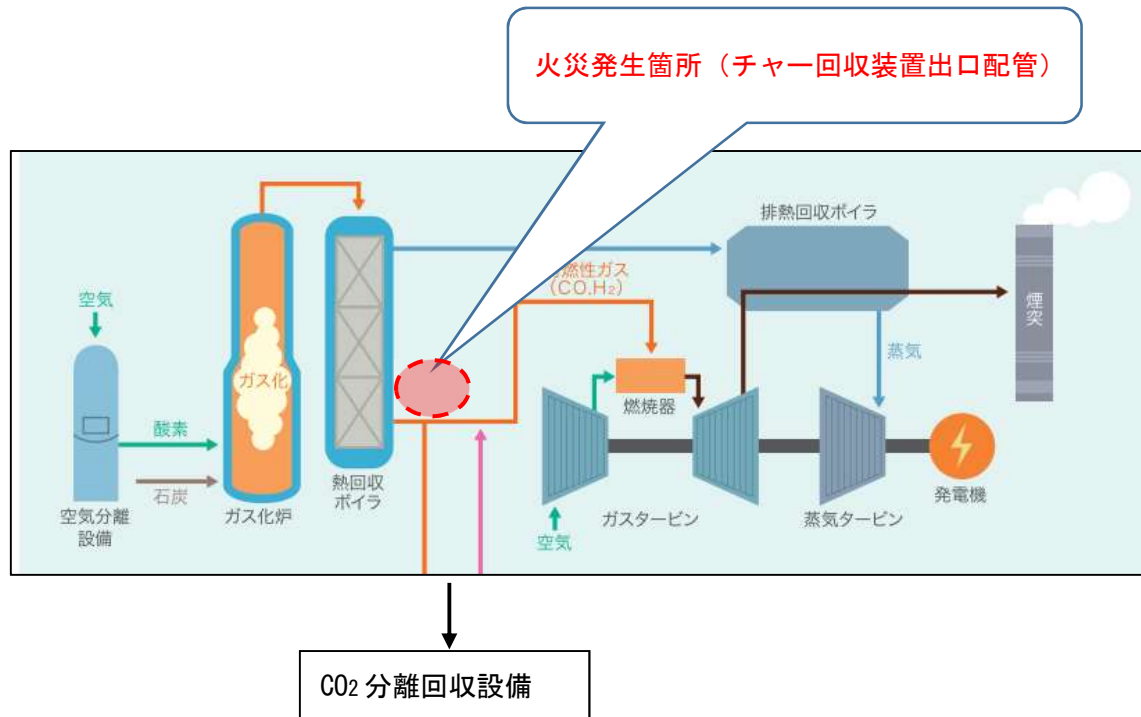 火災発生箇所（チャー回収装置出口配管）
排熱回収ボイラ
燃性ガス
（CO,H₂）
空気
煙突
蒸気
ガス化
燃焼器
酸素
石炭
熱回収
ボイラ
発電機
空気分離
設備
ガス化炉
ガスタービン
蒸気タービン
空気
CO₂分離回収設備